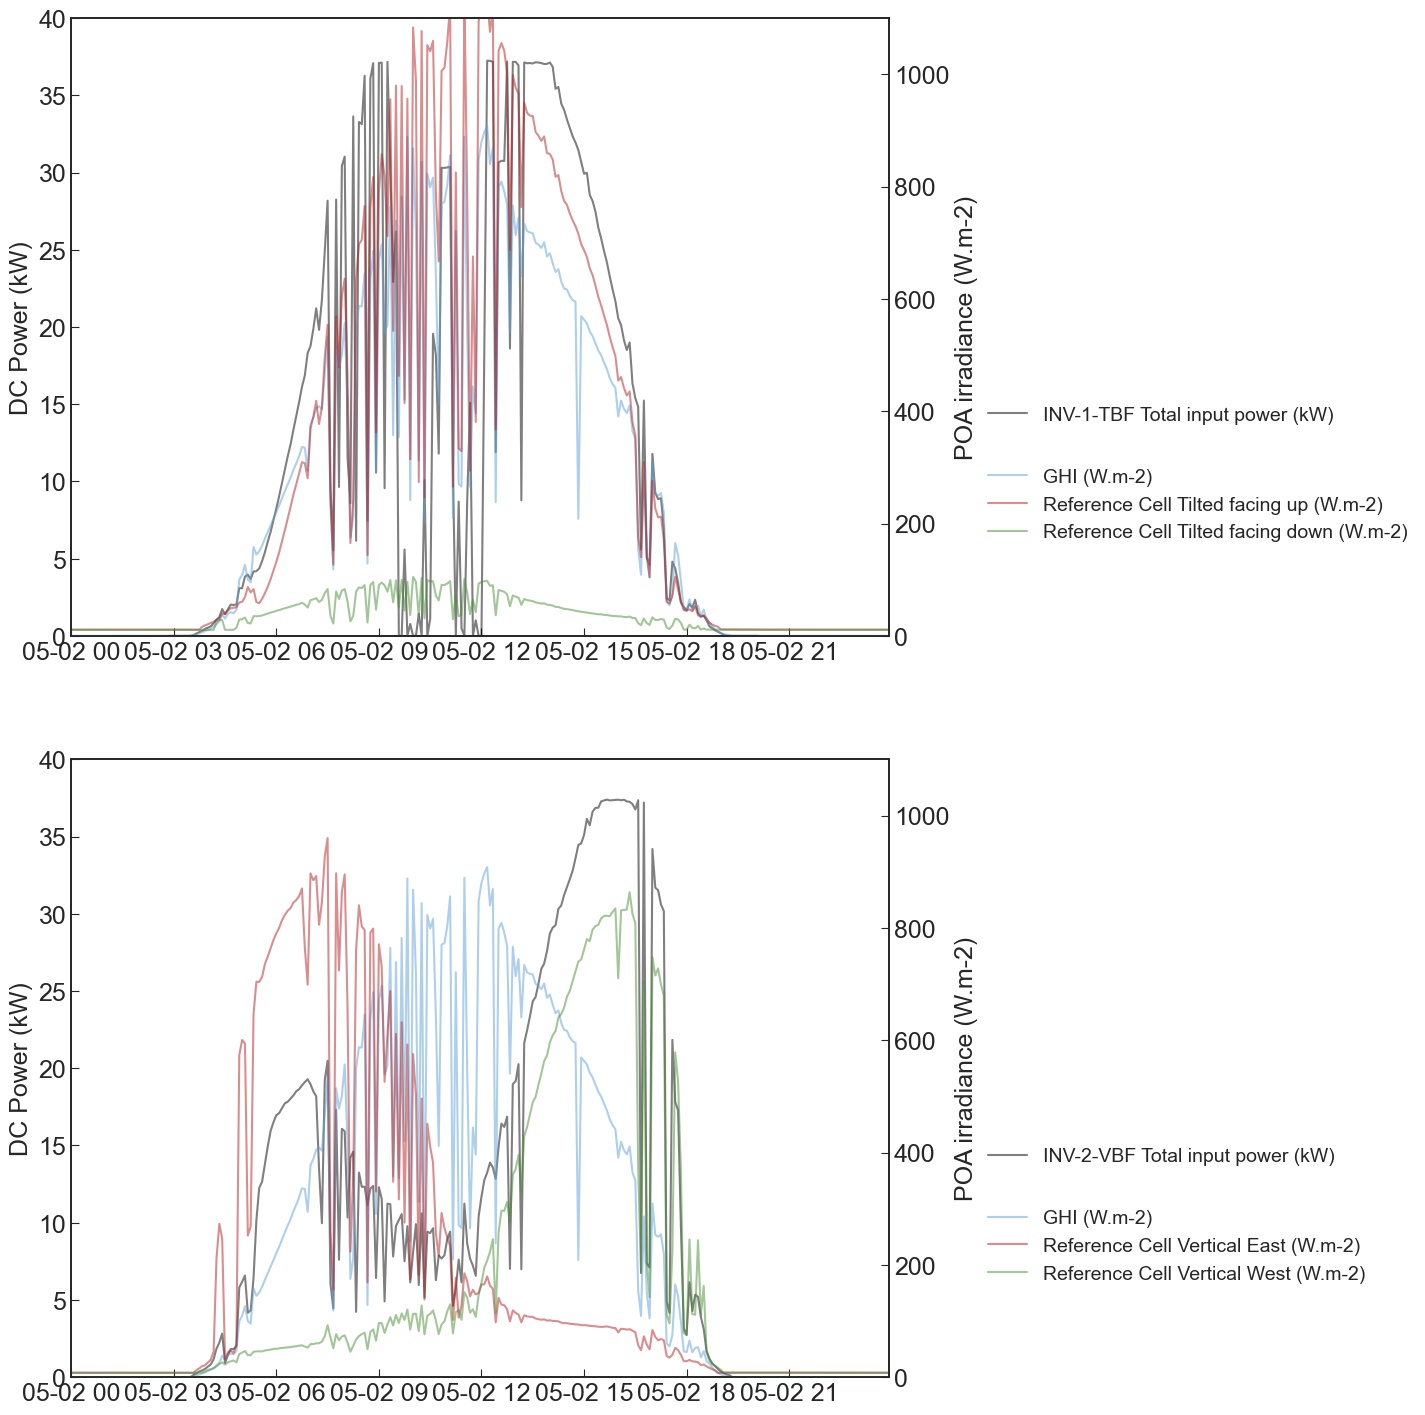 40
35
30
25
20
15
10
5
0
DC Power (kW)
1000
800
600
400
200
0
POA irradiance (W.m-2)
05-02 00 05-02 03 05-02 06 05-02 09 05-02 12 05-02 15 05-02 18 05-02 21
INV-1-TBF Total input power (kW)
GHI (W.m-2)
Reference Cell Tilted facing up (W.m-2)
Reference Cell Tilted facing down (W.m-2)
40
35
30
25
20
15
10
5
0
DC Power (kW)
1000
800
600
400
200
0
POA irradiance (W.m-2)
05-02 00 05-02 03 05-02 06 05-02 09 05-02 12 05-02 15 05-02 18 05-02 21
INV-2-VBF Total input power (kW)
GHI (W.m-2)
Reference Cell Vertical East (W.m-2)
Reference Cell Vertical West (W.m-2)